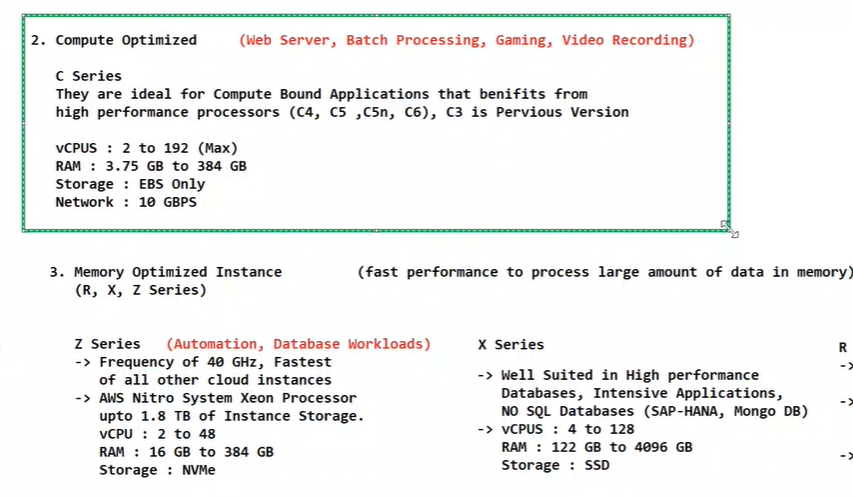 2. Compute Optimized (Web Server, Batch Processing, Gaming, Video Recording)
C Series
They are ideal for Compute Bound Applications that benifits from
high performance processors (C4, C5 ,C5n, C6), C3 is Pervious Version
vCPUS : 2 to 192 (Max)
RAM : 3.75 GB to 384 GB
Storage : EBS Only
Network : 10 GBPS
3. Memory Optimized Instance (fast performance to process large amount of data in memory)
(R, X, Z Series)
Z Series (Automation, Database Workloads)
-> Frequency of 40 GHz, Fastest
of all other cloud instances
-> AWS Nitro System Xeon Processor
upto 1.8 TB of Instance Storage.
vCPU : 2 to 48
RAM : 16 GB to 384 GB
Storage : NVMe
X Series
-> Well Suited in High performance
Databases, Intensive Applications,
NO SQL Databases (SAP-HANA, Mongo DB)
-> vCPUS : 4 to 128
RAM : 122 GB to 4096 GB
Storage : SSD
R
->
->
->